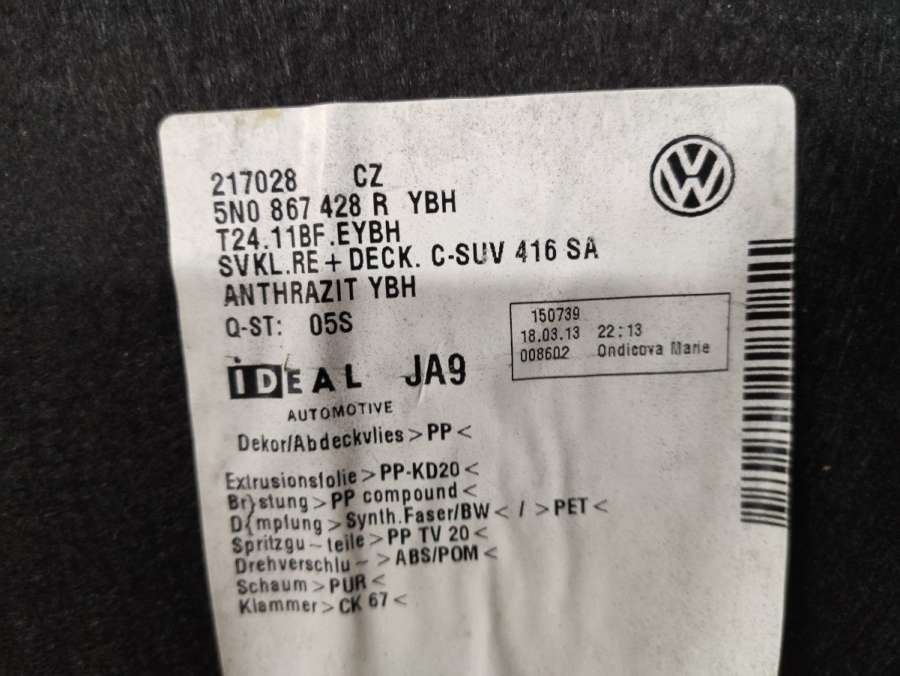 217028 CZ
5N0 867 428 R YBH
T24.11BF.EYBH
SVKL.RE + DECK. C-SUV 416 SA
ANTHRAZIT YBH
Q-ST: 05S
150739
18.03.13 22:13
008602 Ondicova Marie
IDEAL JA9
AUTOMOTIVE
Dekor/Abdeckvlies > PP <
Extrusionsfolie > PP-KD20 <
Br}stung > PP compound <
D{mpfung > Synth.Faser/BW < / > PET <
Spritzgu~teile > PP TV 20 <
Drehverschlu~ > ABS/POM <
Schaum > PUR <
Klammer > CK 67 <
VW